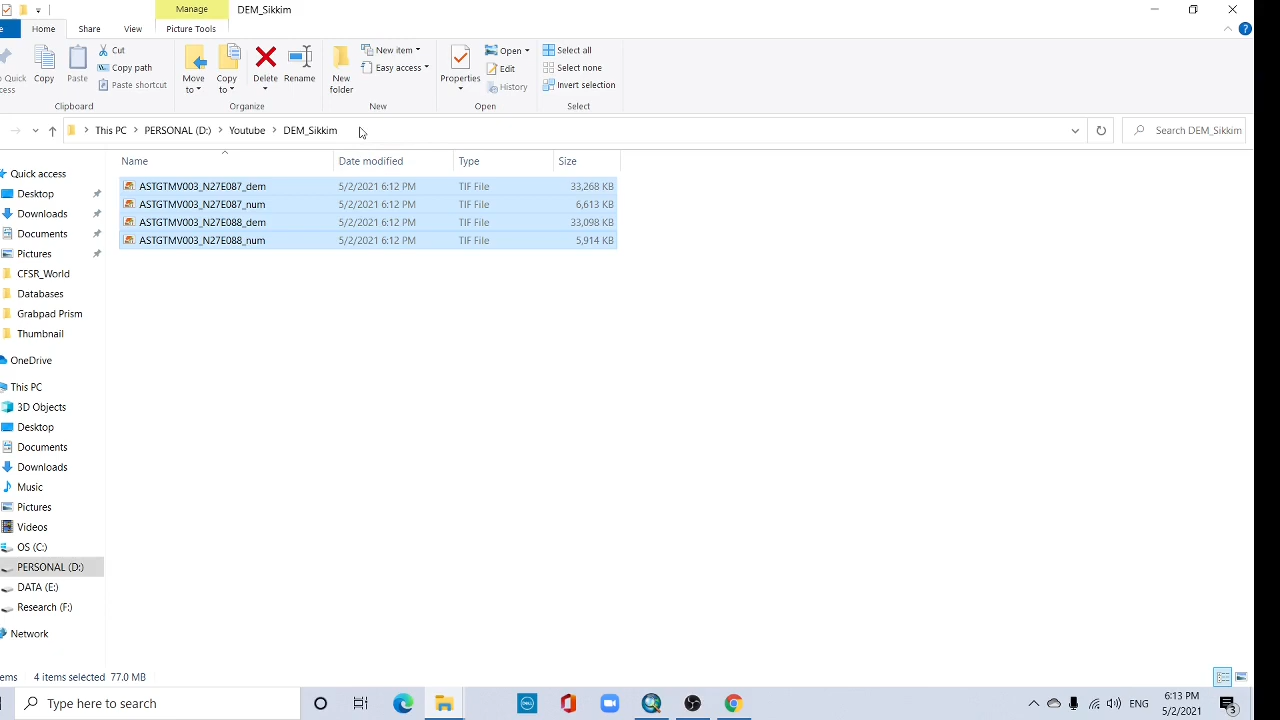 Manage
DEM_Sikkim
Home Share View Picture Tools
Copy
Paste
Cut
Copy path
Paste shortcut
Move to
Copy to
Delete
Rename
New folder
New item
Easy access
Properties
Open
Edit
History
Select all
Select none
Invert selection
Quick
Clipboard Organize New Open Select
This PC > PERSONAL (D:) > Youtube > DEM_Sikkim
Search DEM_Sikkim
Name Date modified Type Size
ASTGTMV003_N27E087_dem 5/2/2021 6:12 PM TIF File 33,268 KB
ASTGTMV003_N27E087_num 5/2/2021 6:12 PM TIF File 6,613 KB
ASTGTMV003_N27E088_dem 5/2/2021 6:12 PM TIF File 33,098 KB
ASTGTMV003_N27E088_num 5/2/2021 6:12 PM TIF File 5,914 KB
Quick access
Desktop
Downloads
Documents
Pictures
CFSR_World
Databases
Grabpad Prism
Thumbnail
OneDrive
This PC
3D Objects
Desktop
Documents
Downloads
Music
Pictures
Videos
OS (C:)
PERSONAL (D:)
DATA (E:)
Research (F:)
Network
4 items selected 77.0 MB
Type here to search
DELL
ENG
6:13 PM
5/2/2021
3